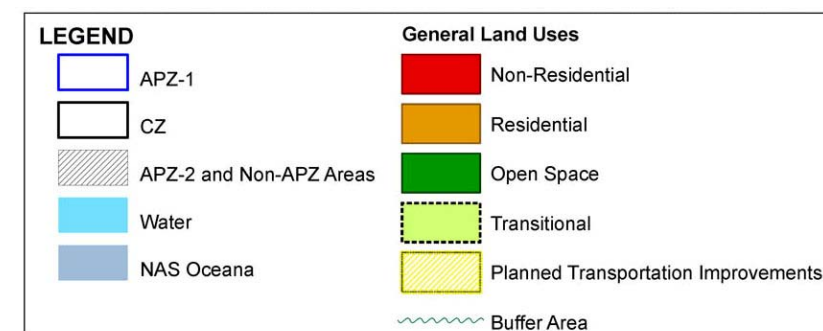 LEGEND
APZ-1
CZ
APZ-2 and Non-APZ Areas
Water
NAS Oceana
General Land Uses
Non-Residential
Residential
Open Space
Transitional
Planned Transportation Improvements
Buffer Area